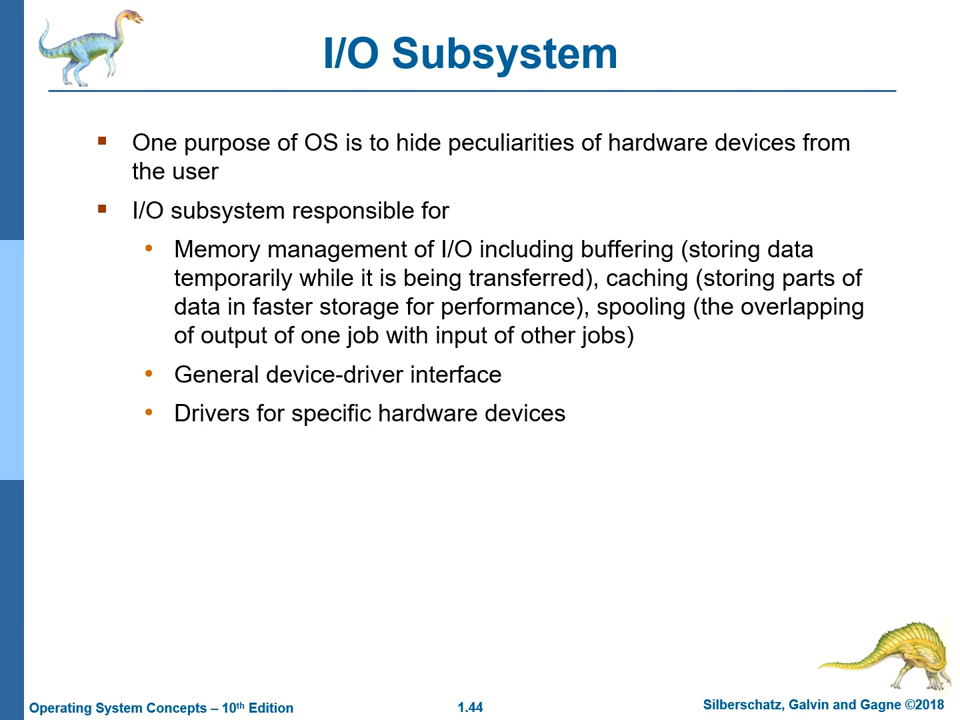 I/O Subsystem
▪ One purpose of OS is to hide peculiarities of hardware devices from
the user
▪ I/O subsystem responsible for
• Memory management of I/O including buffering (storing data
temporarily while it is being transferred), caching (storing parts of
data in faster storage for performance), spooling (the overlapping
of output of one job with input of other jobs)
• General device-driver interface
• Drivers for specific hardware devices
Operating System Concepts – 10th Edition
1.44
Silberschatz, Galvin and Gagne ©2018